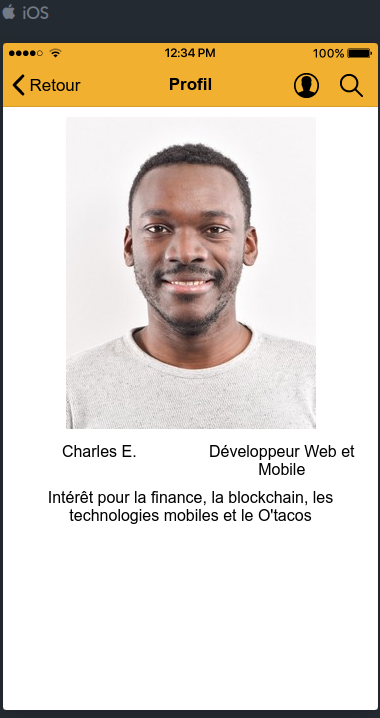 iOS
12:34 PM
100%
Retour
Profil
Charles E.
Développeur Web et
Mobile
Intérêt pour la finance, la blockchain, les
technologies mobiles et le O'tacos